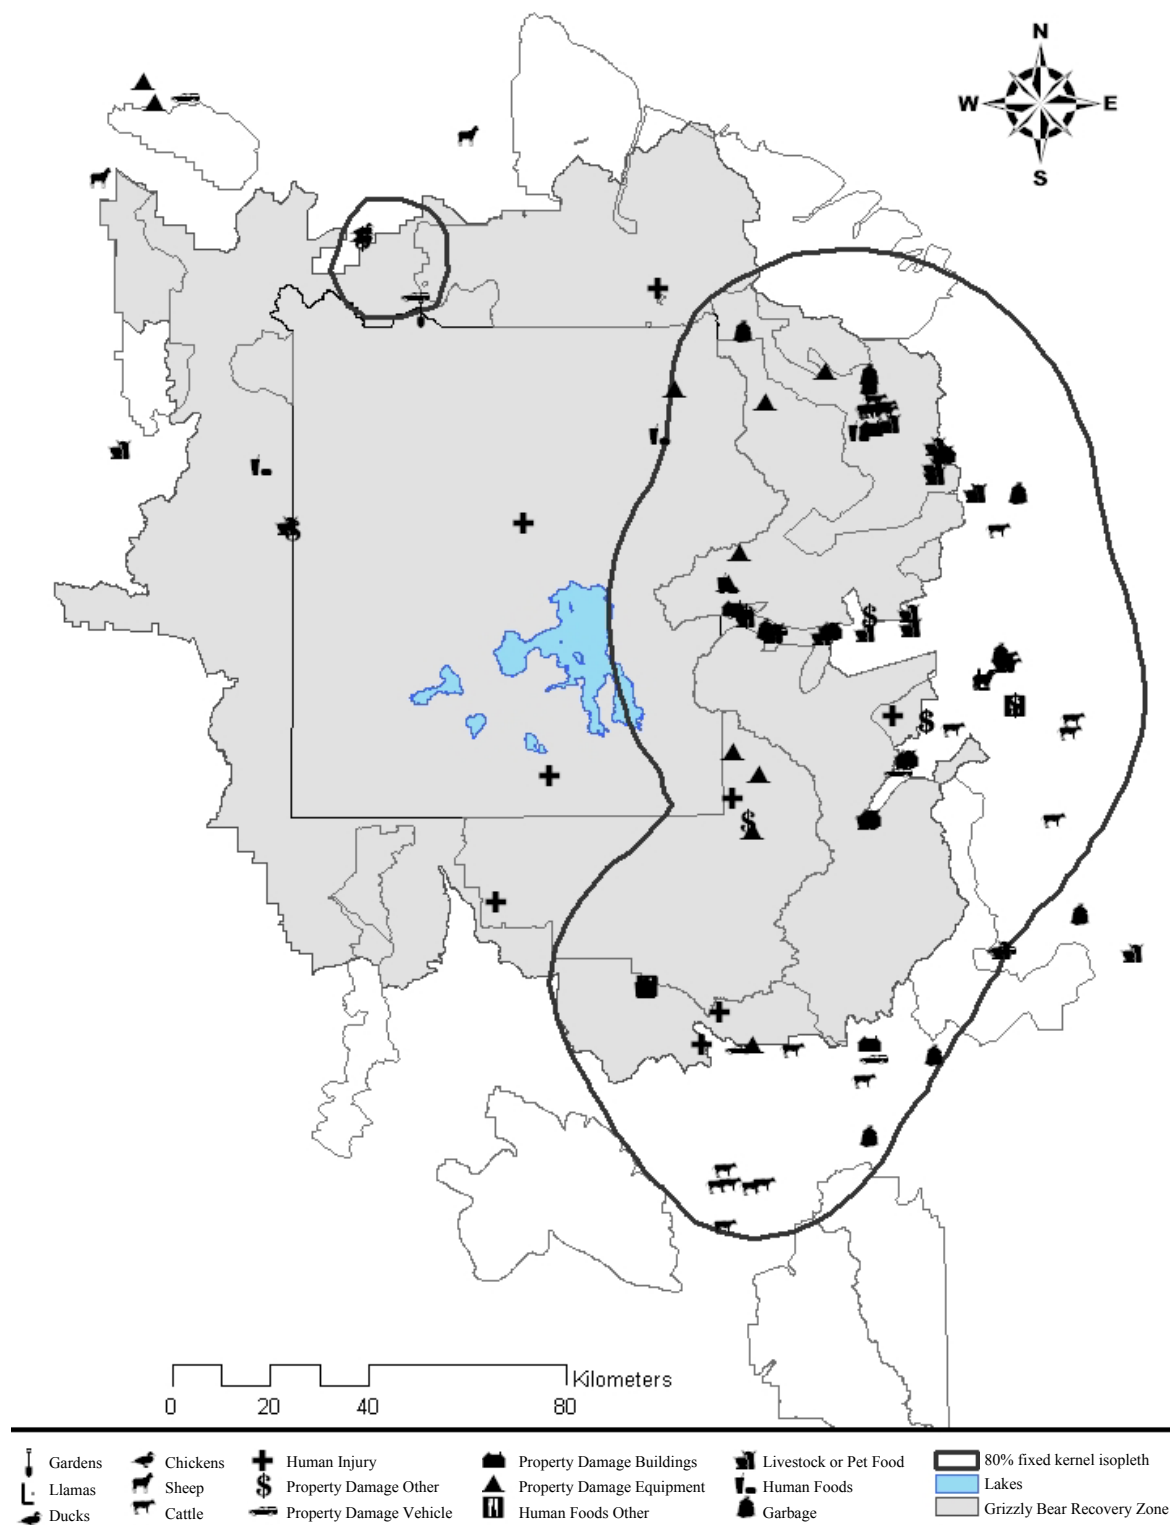 N
W E
S
Kilometers
0 20 40 80
Gardens Chickens Human Injury Property Damage Buildings Livestock or Pet Food 80% fixed kernel isopleth
Llamas Sheep $ Property Damage Other Property Damage Equipment Human Foods Lakes
Ducks Cattle Property Damage Vehicle Human Foods Other Garbage Grizzly Bear Recovery Zone